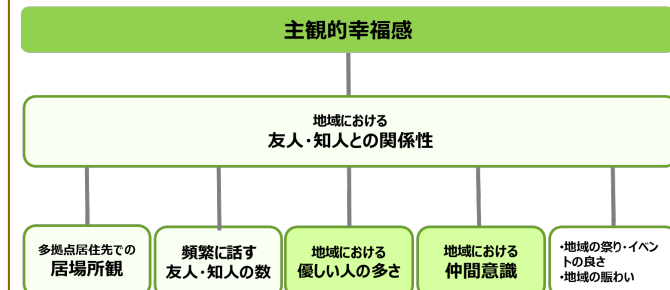 主観的幸福感
地域における
友人・知人との関係性
多拠点居住先での
居場所観
頻繁に話す
友人・知人の数
地域における
優しい人の多さ
地域における
仲間意識
・地域の祭り・イベン
トの良さ
・地域の賑わい